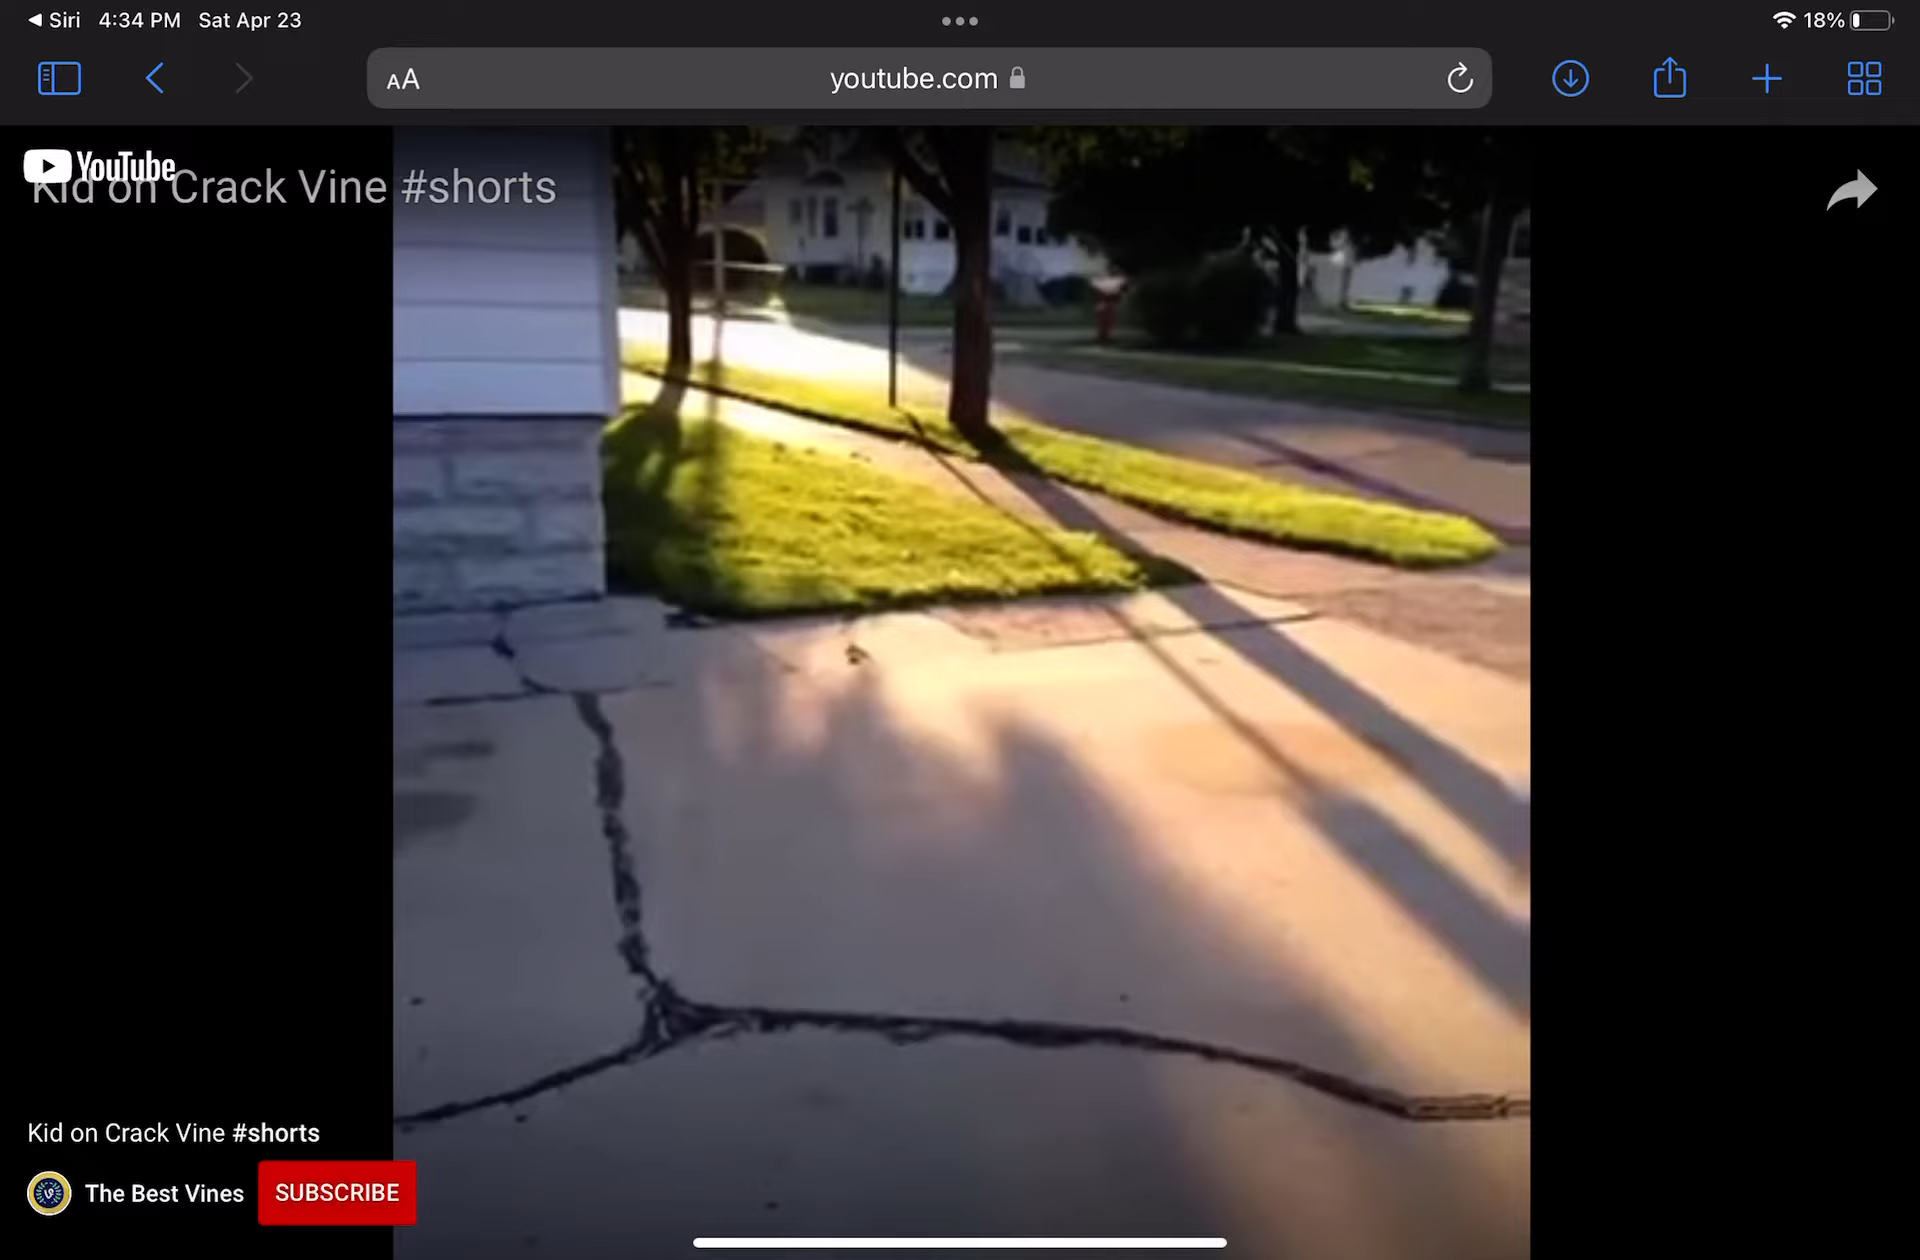 Siri 4:34 PM Sat Apr 23
18%
AA
youtube.com
YouTube
Kid on Crack Vine #shorts
Kid on Crack Vine #shorts
The Best Vines
SUBSCRIBE